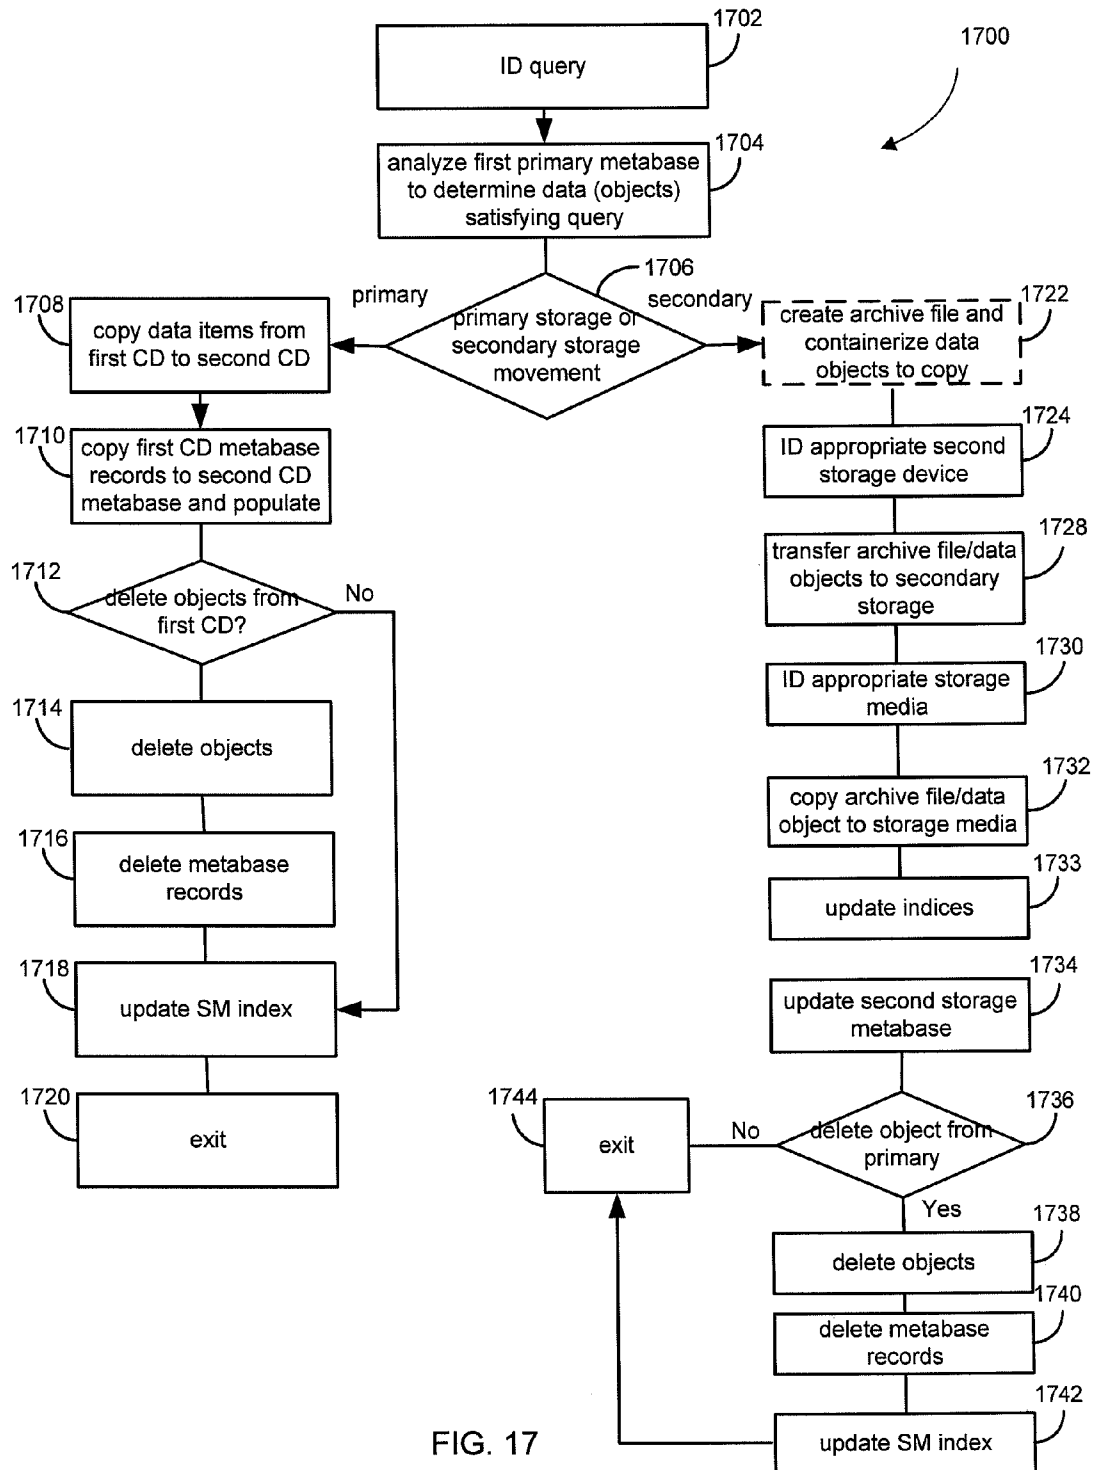 1702
1700
ID query
1704
analyze first primary metabase
to determine data (objects)
satisfying query
1706
primary
secondary
primary storage or
secondary storage
movement
1708
copy data items from
first CD to second CD
1710
copy first CD metabase
records to second CD
metabase and populate
1712
delete objects from
first CD?
No
1714
delete objects
1716
delete metabase
records
1718
update SM index
1720
exit
1722
create archive file and
containerize data
objects to copy
1724
ID appropriate second
storage device
1728
transfer archive file/data
objects to secondary
storage
1730
ID appropriate storage
media
1732
copy archive file/data
object to storage media
1733
update indices
1734
update second storage
metabase
1736
delete object from
primary
No
1744
exit
Yes
1738
delete objects
1740
delete metabase
records
1742
update SM index
FIG. 17